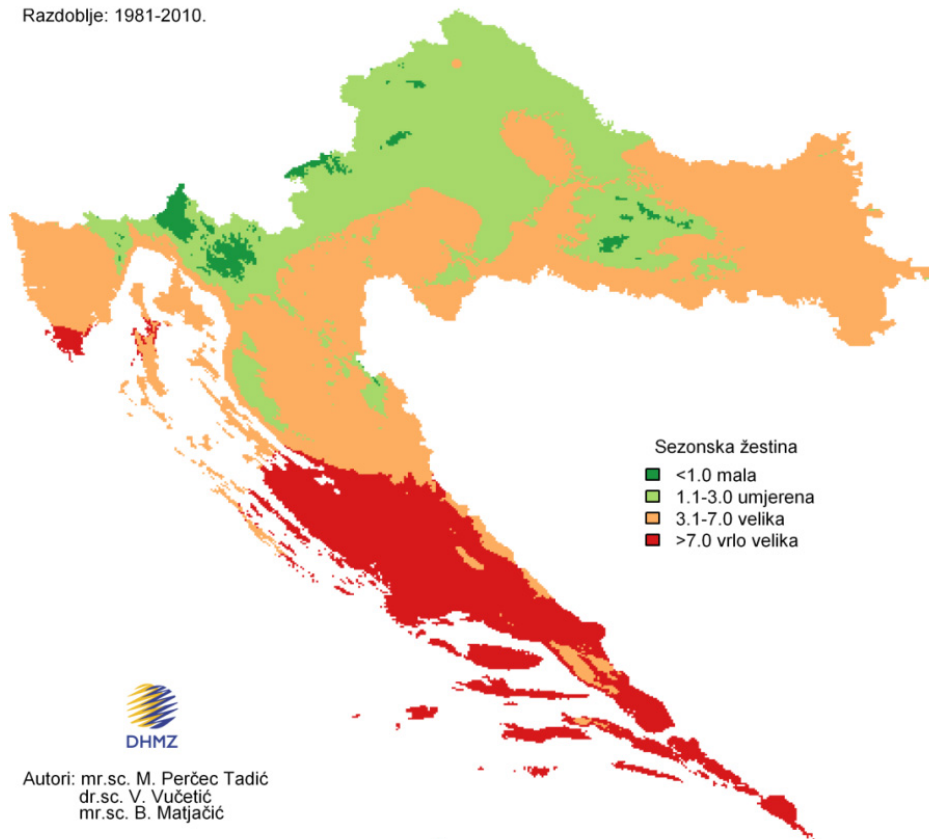 Razdoblje: 1981-2010.
Sezonska žestina
<1.0 mala
1.1-3.0 umjerena
3.1-7.0 velika
>7.0 vrlo velika
DHMZ
Autori: mr.sc. M. Perčec Tadić
dr.sc. V. Vučetić
mr.sc. B. Matjačić